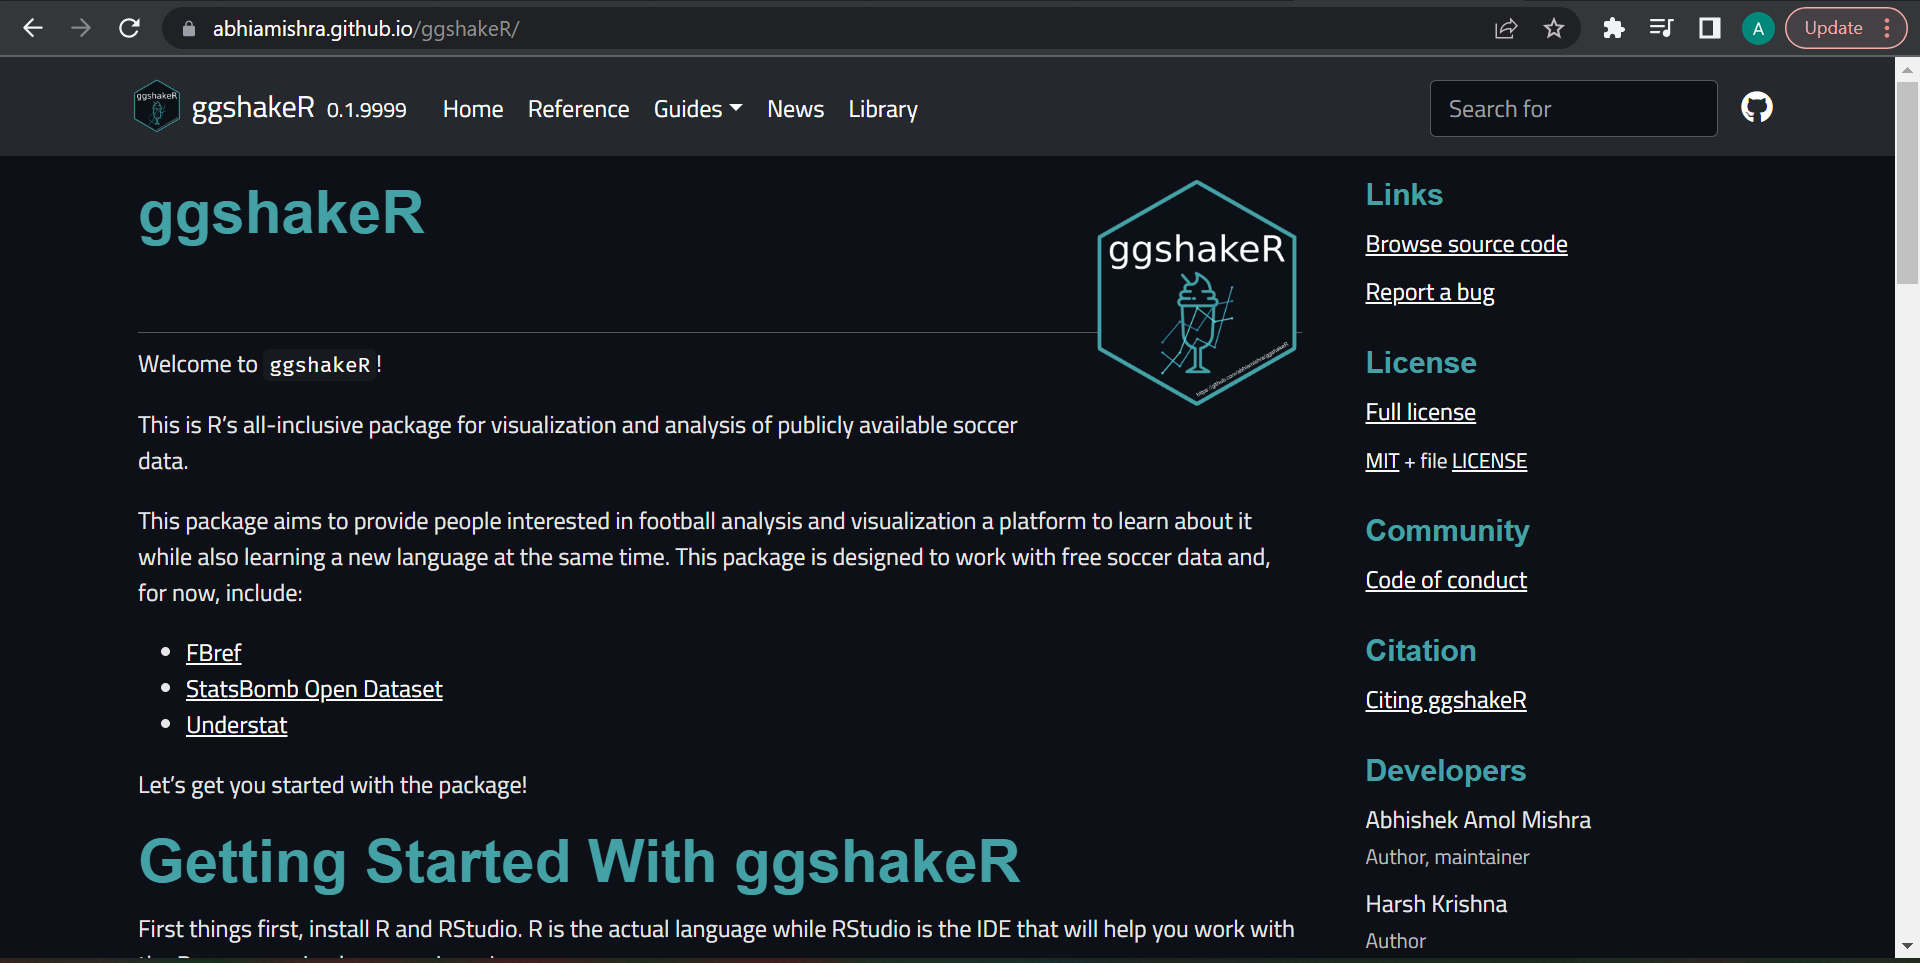 abhiamishra.github.io/ggshakeR/
A
Update
ggshakeR
ggshakeR 0.1.9999 Home Reference Guides News Library
Search for
ggshakeR
ggshakeR
https://github.com/abhiamishra/ggshakeR
Welcome to ggshakeR!
This is R’s all-inclusive package for visualization and analysis of publicly available soccer
data.
This package aims to provide people interested in football analysis and visualization a platform to learn about it
while also learning a new language at the same time. This package is designed to work with free soccer data and,
for now, include:
FBref
StatsBomb Open Dataset
Understat
Let’s get you started with the package!
Getting Started With ggshakeR
First things first, install R and RStudio. R is the actual language while RStudio is the IDE that will help you work with
Links
Browse source code
Report a bug
License
Full license
MIT + file LICENSE
Community
Code of conduct
Citation
Citing ggshakeR
Developers
Abhishek Amol Mishra
Author, maintainer
Harsh Krishna
Author